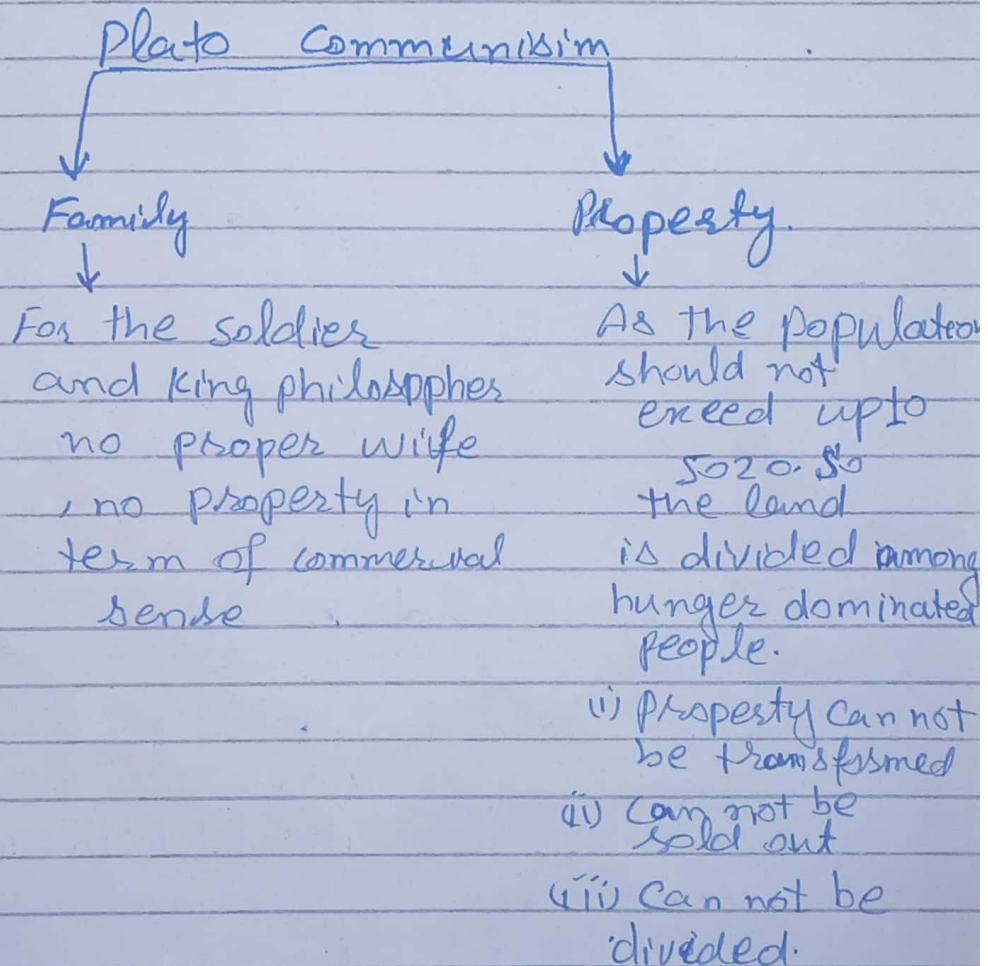 Plato Communisim
Family
For the soldier
and King philosppher
no proper wife
, no property in
term of commerval
sense
Property.
As the population
should not
exeed upto
5020. So
the land
is divided among
hunger dominated
people.
(i) Property Can not
be transformed
(ii) Can not be
sold out
(iii) Can not be
divided.